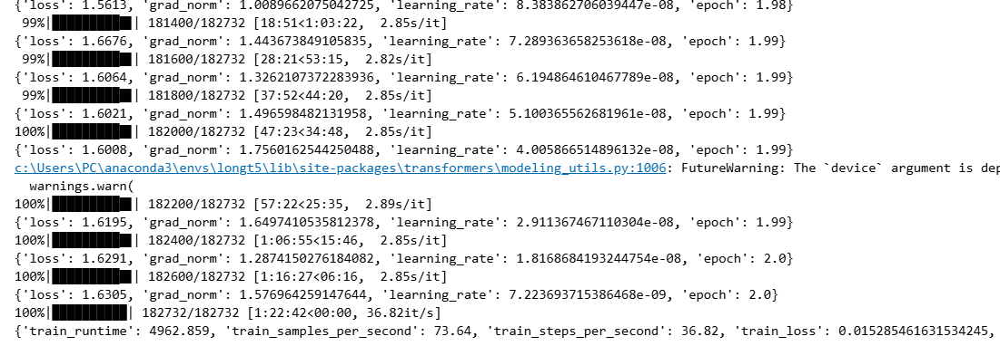 {'loss': 1.5613, 'grad_norm': 1.0089662075042725, 'learning_rate': 8.383862706039447e-08, 'epoch': 1.98}
99%|██████████| 181400/182732 [18:51<1:03:22, 2.85s/it]
{'loss': 1.6676, 'grad_norm': 1.443673849105835, 'learning_rate': 7.289363658253618e-08, 'epoch': 1.99}
99%|██████████| 181600/182732 [28:21<53:15, 2.82s/it]
{'loss': 1.6064, 'grad_norm': 1.3262107372283936, 'learning_rate': 6.194864610467789e-08, 'epoch': 1.99}
99%|██████████| 181800/182732 [37:52<44:20, 2.85s/it]
{'loss': 1.6021, 'grad_norm': 1.496598482131958, 'learning_rate': 5.100365562681961e-08, 'epoch': 1.99}
100%|██████████| 182000/182732 [47:23<34:48, 2.85s/it]
{'loss': 1.6008, 'grad_norm': 1.7560162544250488, 'learning_rate': 4.005866514896132e-08, 'epoch': 1.99}
c:\Users\PC\anaconda3\envs\longt5\lib\site-packages\transformers\modeling_utils.py:1006: FutureWarning: The `device` argument is dep
warnings.warn(
100%|██████████| 182200/182732 [57:22<25:35, 2.89s/it]
{'loss': 1.6195, 'grad_norm': 1.6497410535812378, 'learning_rate': 2.911367467110304e-08, 'epoch': 1.99}
100%|██████████| 182400/182732 [1:06:55<15:46, 2.85s/it]
{'loss': 1.6291, 'grad_norm': 1.2874150276184082, 'learning_rate': 1.8168684193244754e-08, 'epoch': 2.0}
100%|██████████| 182600/182732 [1:16:27<06:16, 2.85s/it]
{'loss': 1.6305, 'grad_norm': 1.576964259147644, 'learning_rate': 7.223693715386468e-09, 'epoch': 2.0}
100%|██████████| 182732/182732 [1:22:42<00:00, 36.82it/s]
{'train_runtime': 4962.859, 'train_samples_per_second': 73.64, 'train_steps_per_second': 36.82, 'train_loss': 0.015285461631534245,